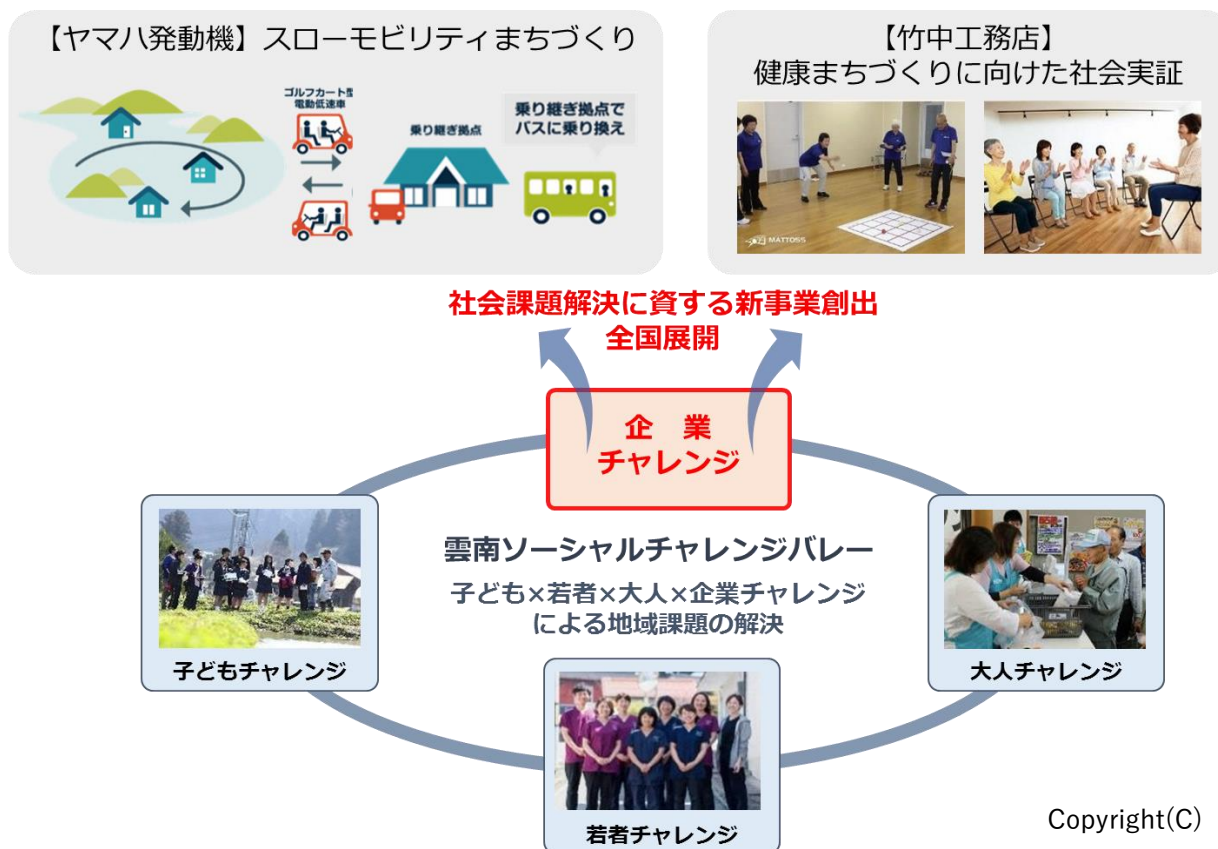 【ヤマハ発動機】スローモビリティまちづくり
ゴルフカート型
電動低速車
乗り継ぎ拠点
乗り継ぎ拠点で
バスに乗り換え
【竹中工務店】
健康まちづくりに向けた社会実証
MATTOSS
社会課題解決に資する新事業創出
全国展開
企 業
チャレンジ
雲南ソーシャルチャレンジバレー
子ども×若者×大人×企業チャレンジ
による地域課題の解決
子どもチャレンジ
大人チャレンジ
若者チャレンジ
Copyright(C)